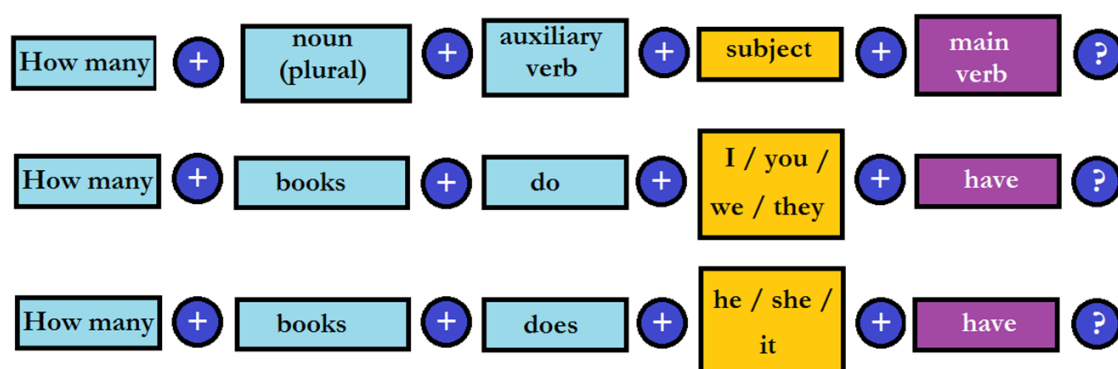 How many + noun (plural) + auxiliary verb + subject + main verb ?
How many + books + do + I / you / we / they + have ?
How many + books + does + he / she / it + have ?